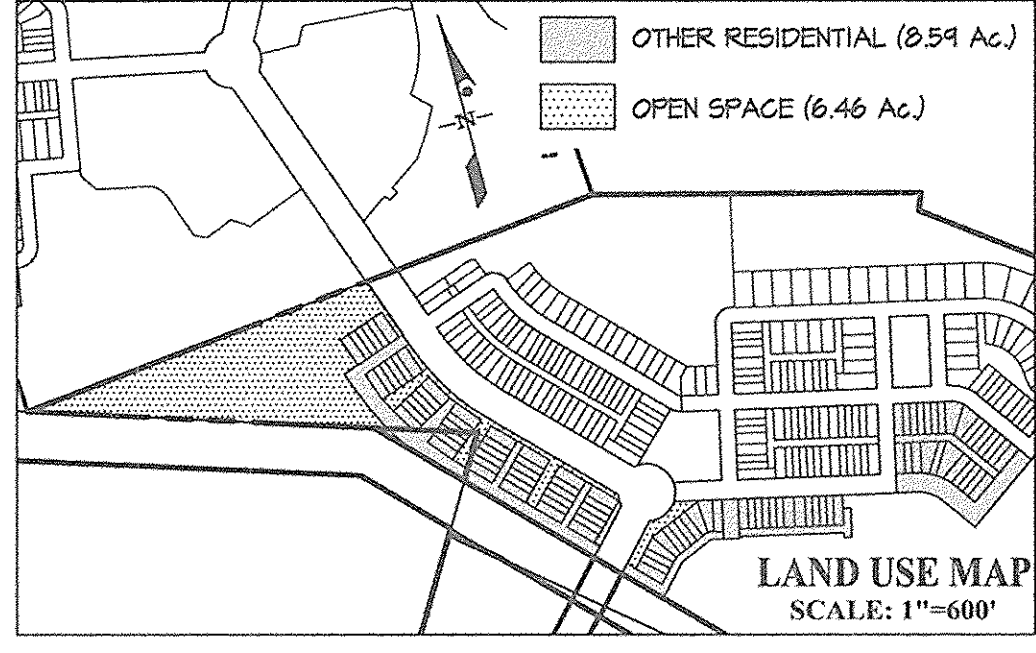 OTHER RESIDENTIAL (8.59 Ac.)
OPEN SPACE (6.46 Ac.)
N
LAND USE MAP
SCALE: 1"=600'